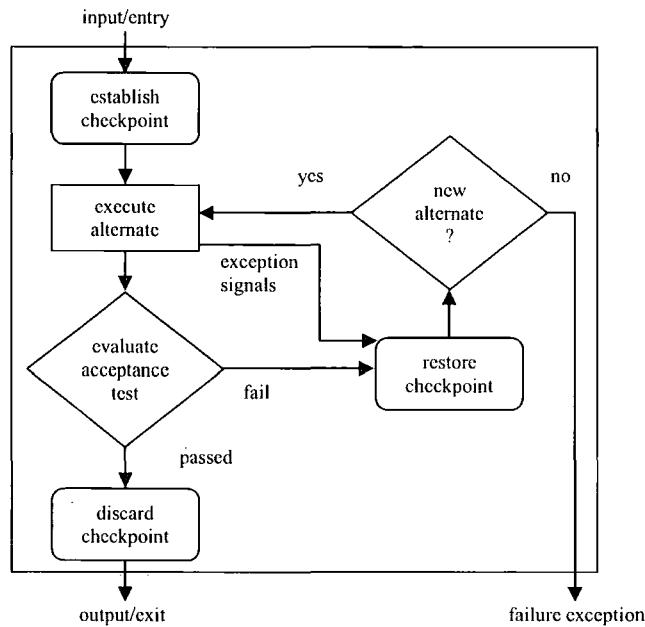 input/entry
establish
checkpoint
yes
new
alternate
?
no
execute
alternate
exception
signals
evaluate
acceptance
test
fail
restore
checkpoint
passed
discard
checkpoint
output/exit
failure exception